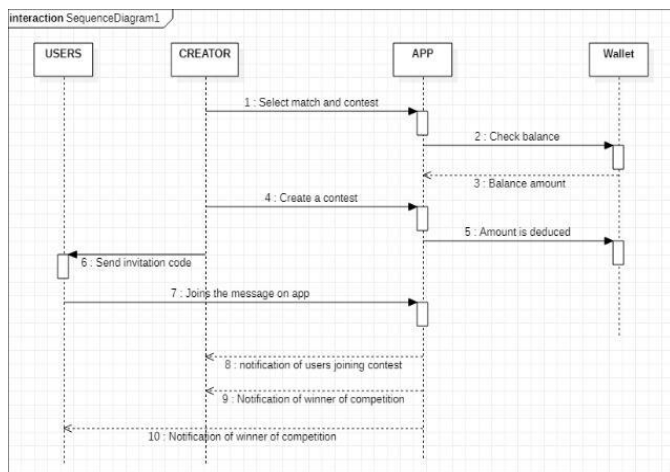 interaction SequenceDiagram1
USERS
CREATOR
APP
Wallet
1 : Select match and contest
2 : Check balance
3 : Balance amount
4 : Create a contest
5 : Amount is deduced
6 : Send invitation code
7 : Joins the message on app
8 : notification of users joining contest
9 : Notification of winner of competition
10 : Notification of winner of competition